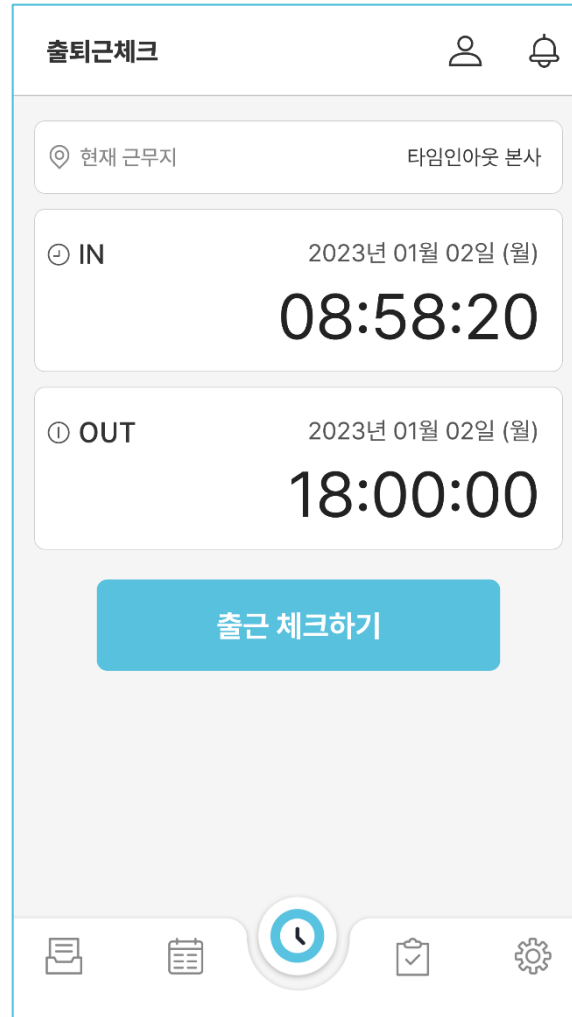 출퇴근체크
현재 근무지 타임인아웃 본사
IN 2023년 01월 02일 (월)
08:58:20
OUT 2023년 01월 02일 (월)
18:00:00
출근 체크하기